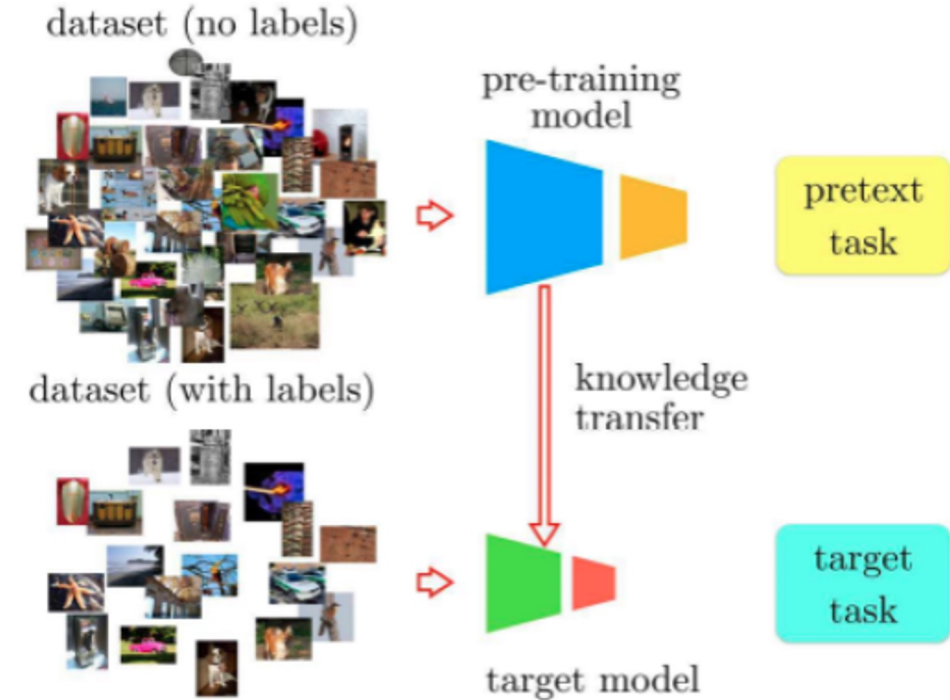 dataset (no labels)
pre-training
model
pretext
task
knowledge
transfer
dataset (with labels)
target
task
target model